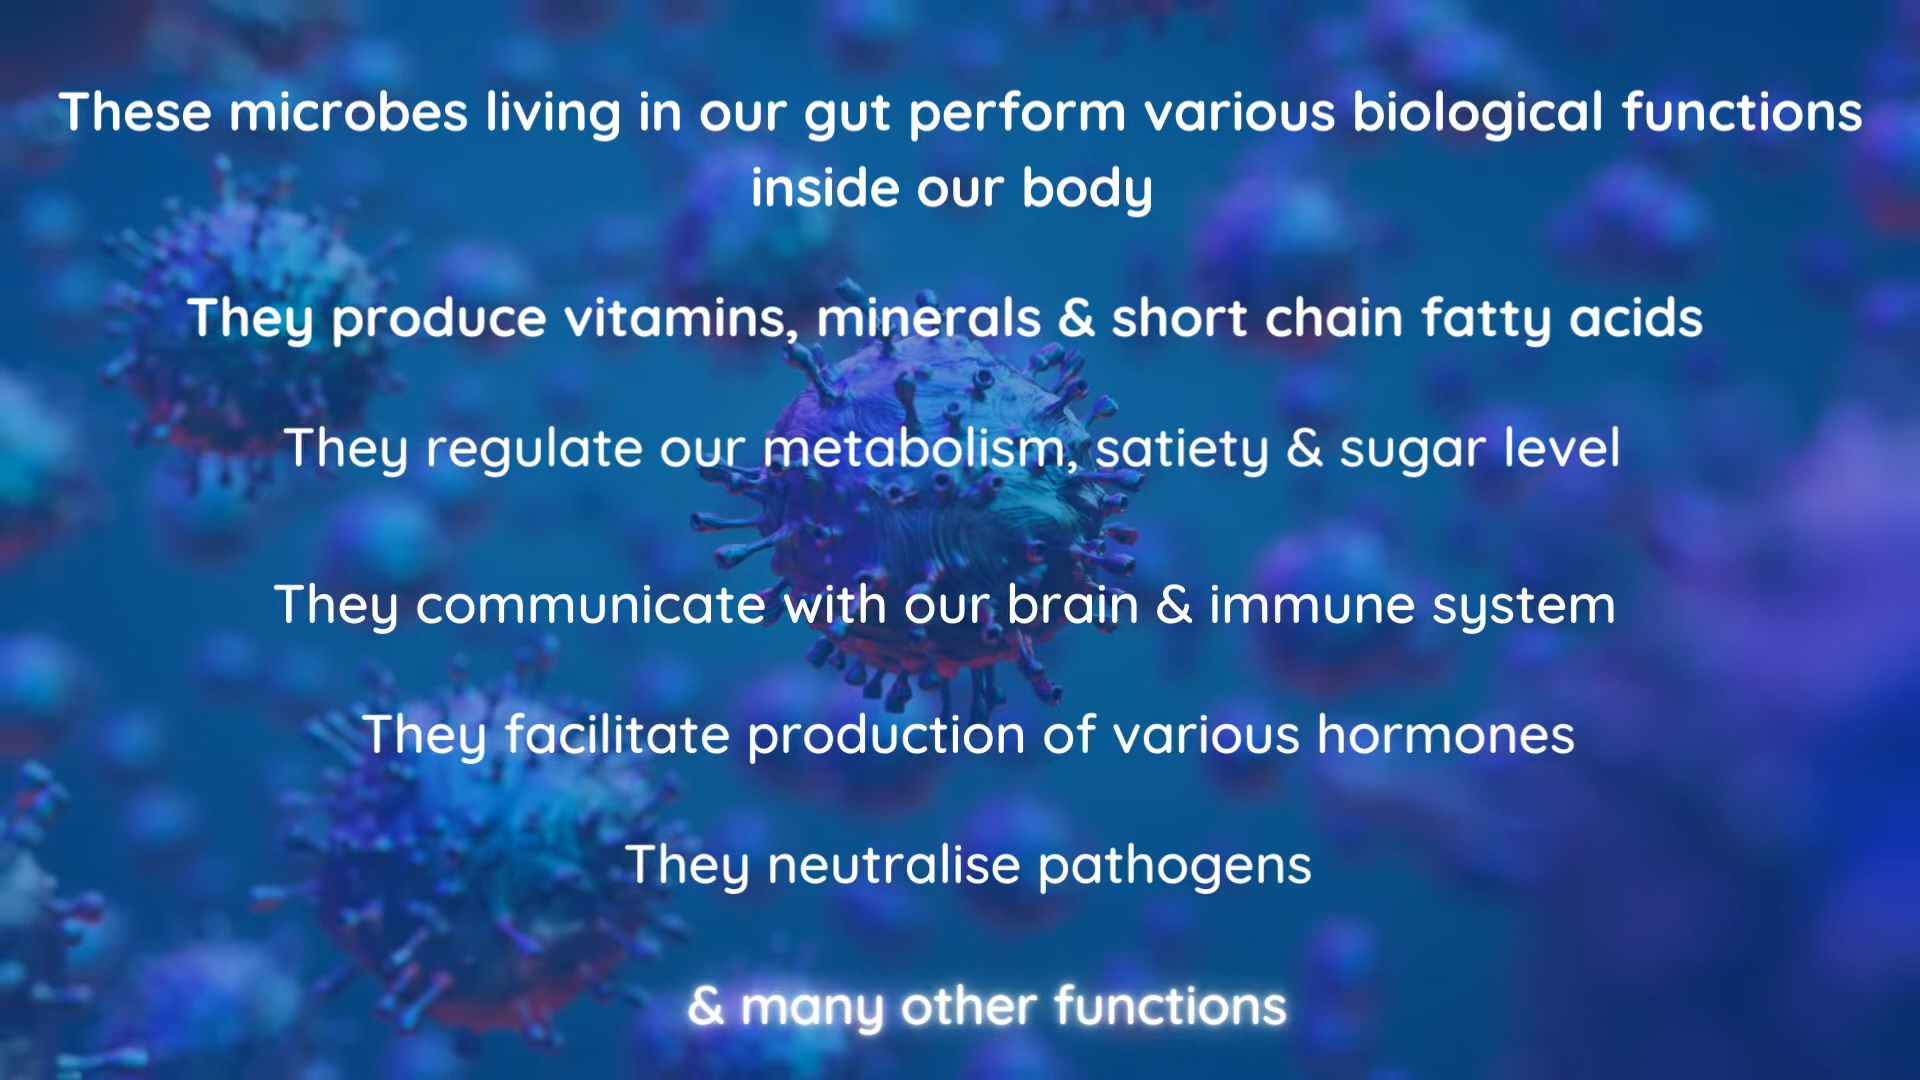 These microbes living in our gut perform various biological functions
inside our body
They produce vitamins, minerals & short chain fatty acids
They regulate our metabolism, satiety & sugar level
They communicate with our brain & immune system
They facilitate production of various hormones
They neutralise pathogens
& many other functions